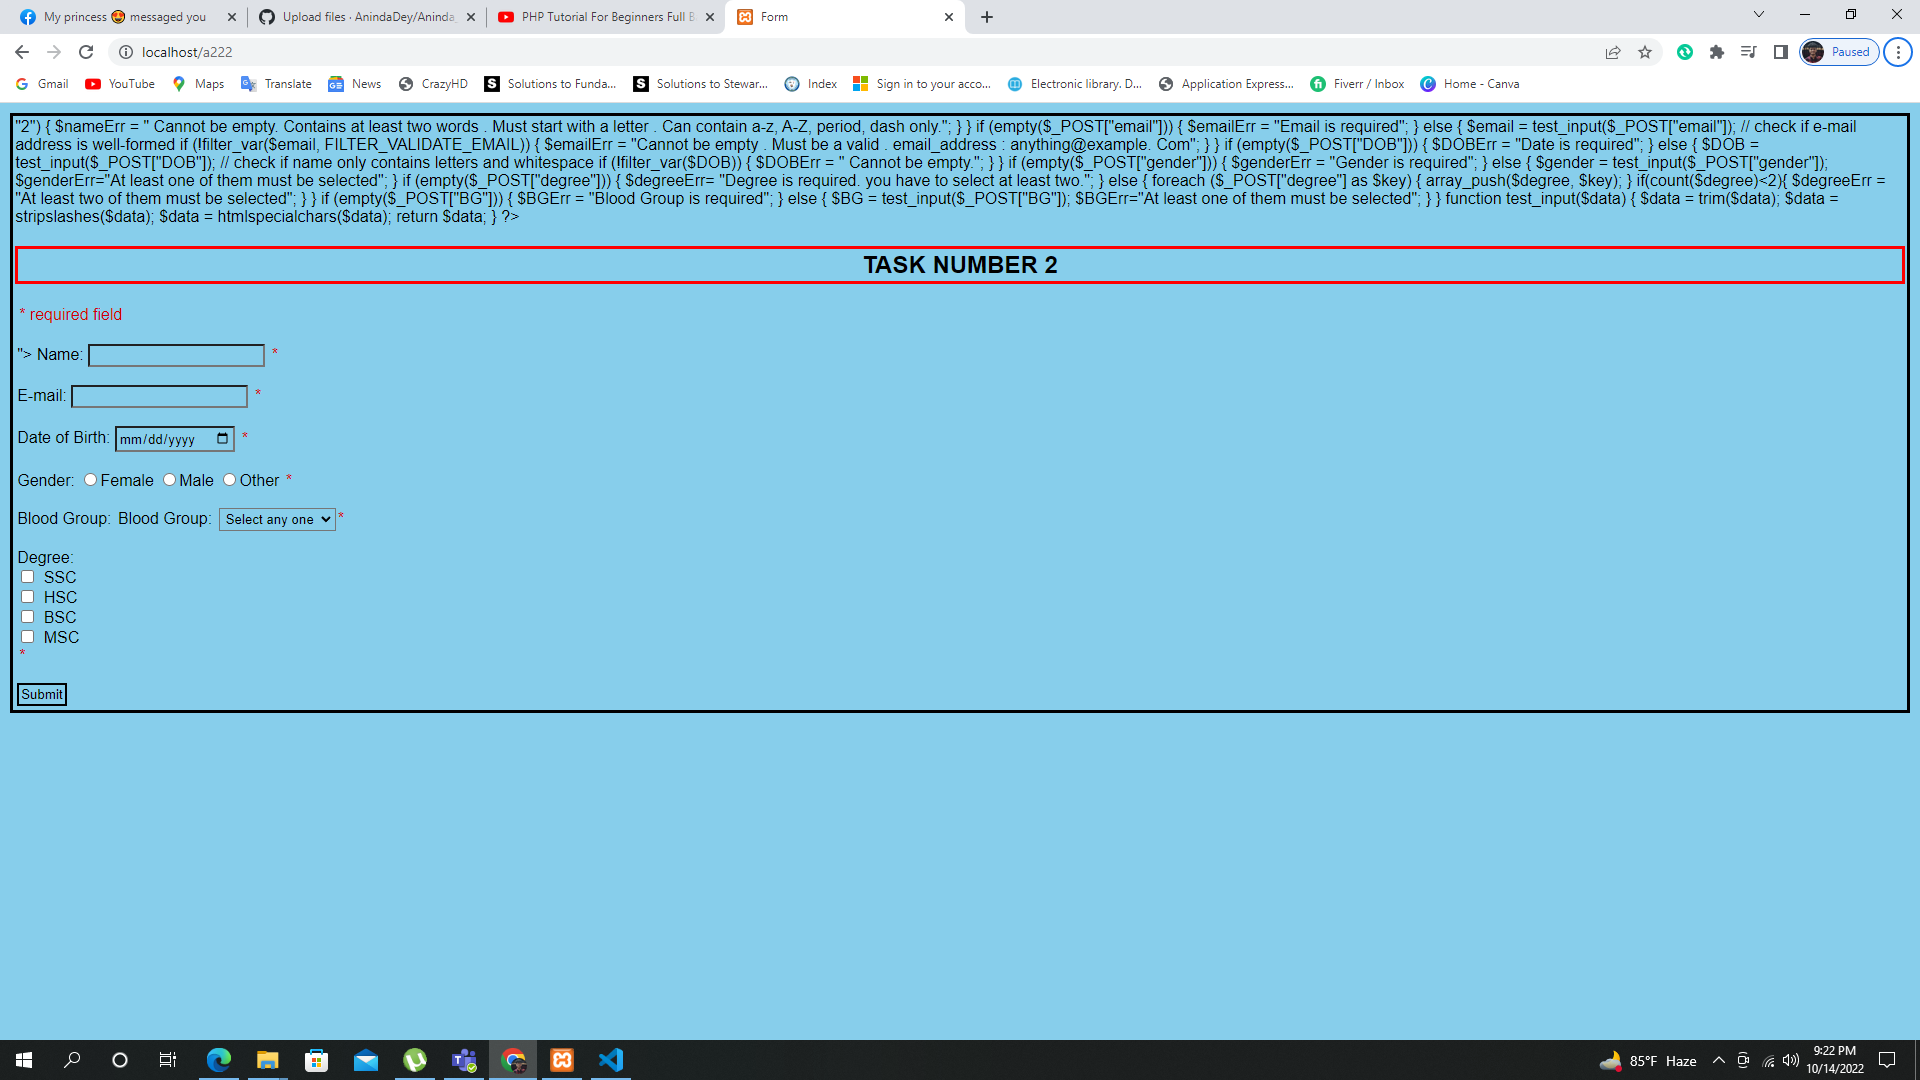 My princess 😍 messaged you
Upload files · AnindaDey/Aninda_
PHP Tutorial For Beginners Full B
Form
localhost/a222
Paused
Gmail YouTube Maps Translate News CrazyHD Solutions to Funda... Solutions to Stewar... Index Sign in to your acco... Electronic library. D... Application Express... Fiverr / Inbox Home - Canva
"2") { $nameErr = " Cannot be empty. Contains at least two words . Must start with a letter . Can contain a-z, A-Z, period, dash only."; } } if (empty($_POST["email"])) { $emailErr = "Email is required"; } else { $email = test_input($_POST["email"]); // check if e-mail
address is well-formed if (!filter_var($email, FILTER_VALIDATE_EMAIL)) { $emailErr = "Cannot be empty . Must be a valid . email_address : anything@example. Com"; } } if (empty($_POST["DOB"])) { $DOBErr = "Date is required"; } else { $DOB =
test_input($_POST["DOB"]); // check if name only contains letters and whitespace if (!filter_var($DOB)) { $DOBErr = " Cannot be empty."; } } if (empty($_POST["gender"])) { $genderErr = "Gender is required"; } else { $gender = test_input($_POST["gender"]);
$genderErr="At least one of them must be selected"; } if (empty($_POST["degree"])) { $degreeErr= "Degree is required. you have to select at least two."; } else { foreach ($_POST["degree"] as $key) { array_push($degree, $key); } if(count($degree)<2){ $degreeErr =
"At least two of them must be selected"; } } if (empty($_POST["BG"])) { $BGErr = "Blood Group is required"; } else { $BG = test_input($_POST["BG"]); $BGErr="At least one of them must be selected"; } } function test_input($data) { $data = trim($data); $data =
stripslashes($data); $data = htmlspecialchars($data); return $data; } ?>
TASK NUMBER 2
* required field
"> Name: *
E-mail: *
Date of Birth: mm/dd/yyyy *
Gender: Female Male Other *
Blood Group: Blood Group: Select any one *
Degree:
SSC
HSC
BSC
MSC
*
Submit
85°F Haze
9:22 PM
10/14/2022